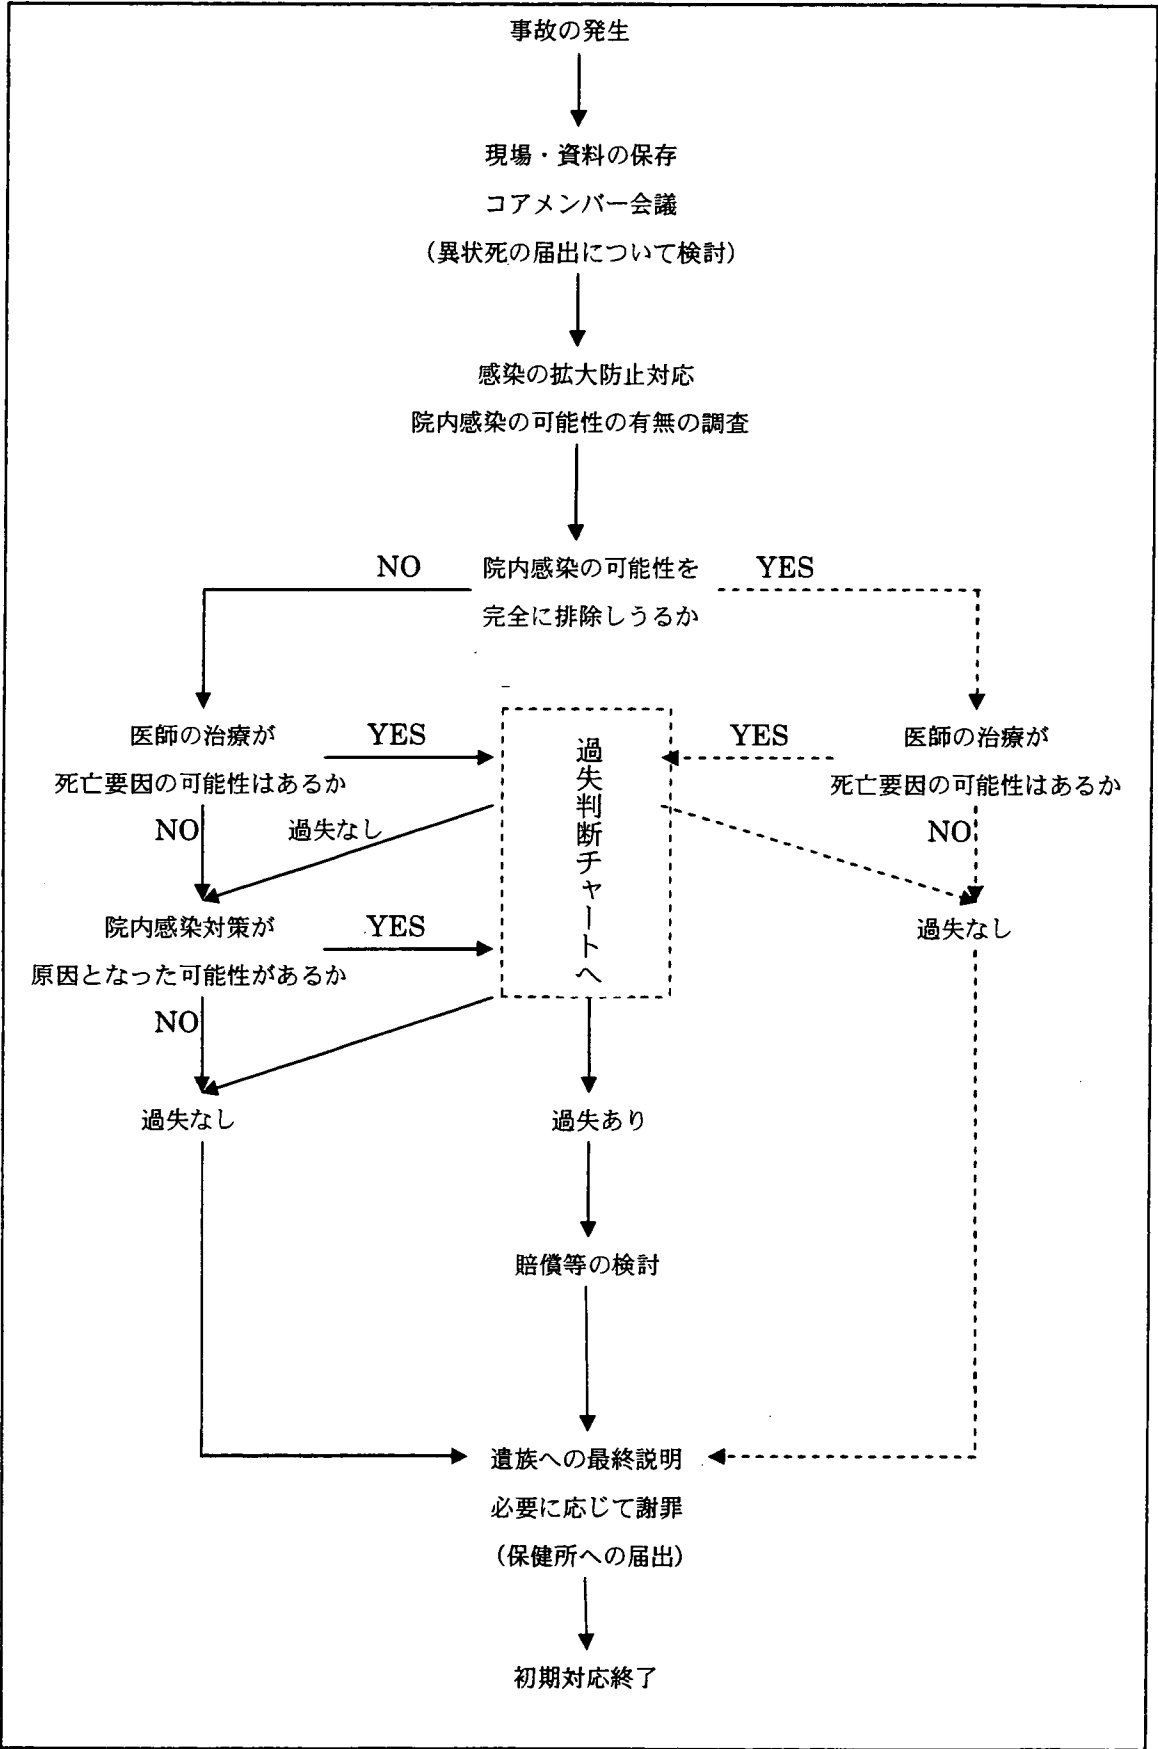 事故の発生
現場・資料の保存
コアメンバー会議
（異状死の届出について検討）
感染の拡大防止対応
院内感染の可能性の有無の調査
NO
院内感染の可能性を
完全に排除しうるか
YES
医師の治療が
死亡要因の可能性はあるか
YES
過失判断チャートへ
YES
医師の治療が
死亡要因の可能性はあるか
NO
過失なし
NO
院内感染対策が
原因となった可能性があるか
YES
過失なし
NO
過失なし
過失あり
賠償等の検討
遺族への最終説明
必要に応じて謝罪
（保健所への届出）
初期対応終了